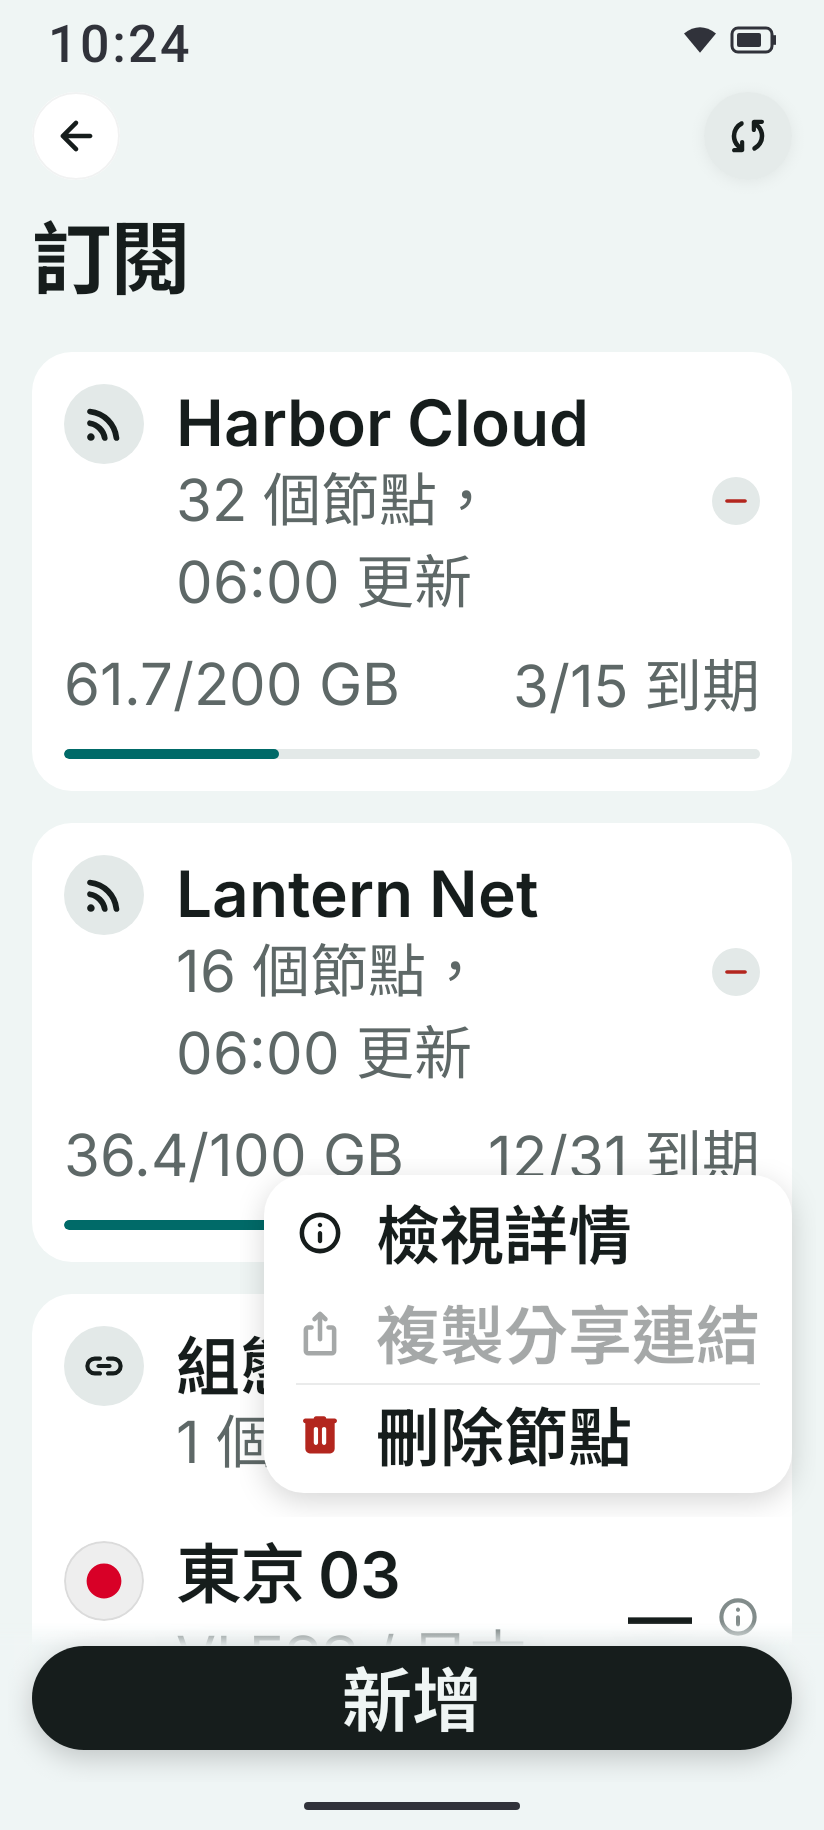 10:24
訂閱
Harbor Cloud
32 個節點，
06:00 更新
61.7/200 GB
3/15 到期
Lantern Net
16 個節點，
06:00 更新
36.4/100 GB
12/31 到期
檢視詳情
複製分享連結
刪除節點
組態
1 個
東京 03
新增